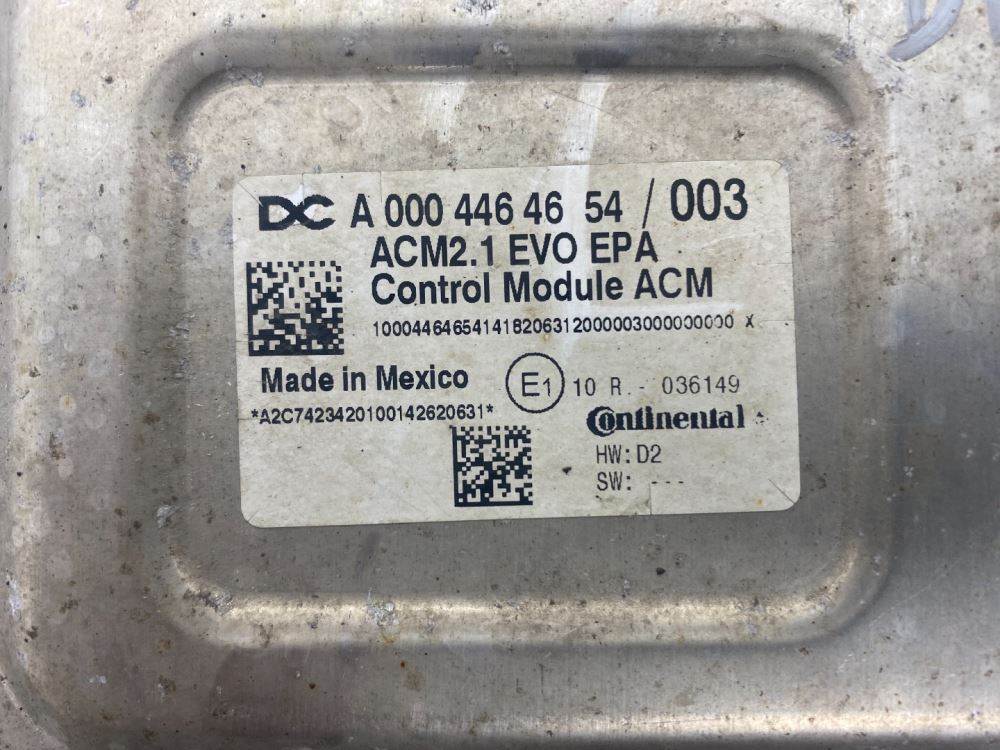 DC A 000 446 46 54 / 003
ACM2.1 EVO EPA
Control Module ACM
10004464654141820631200000300000000 X
Made in Mexico
E1 10 R - 036149
*A2C7423420100142620631*
Continental
HW: D2
SW: ---